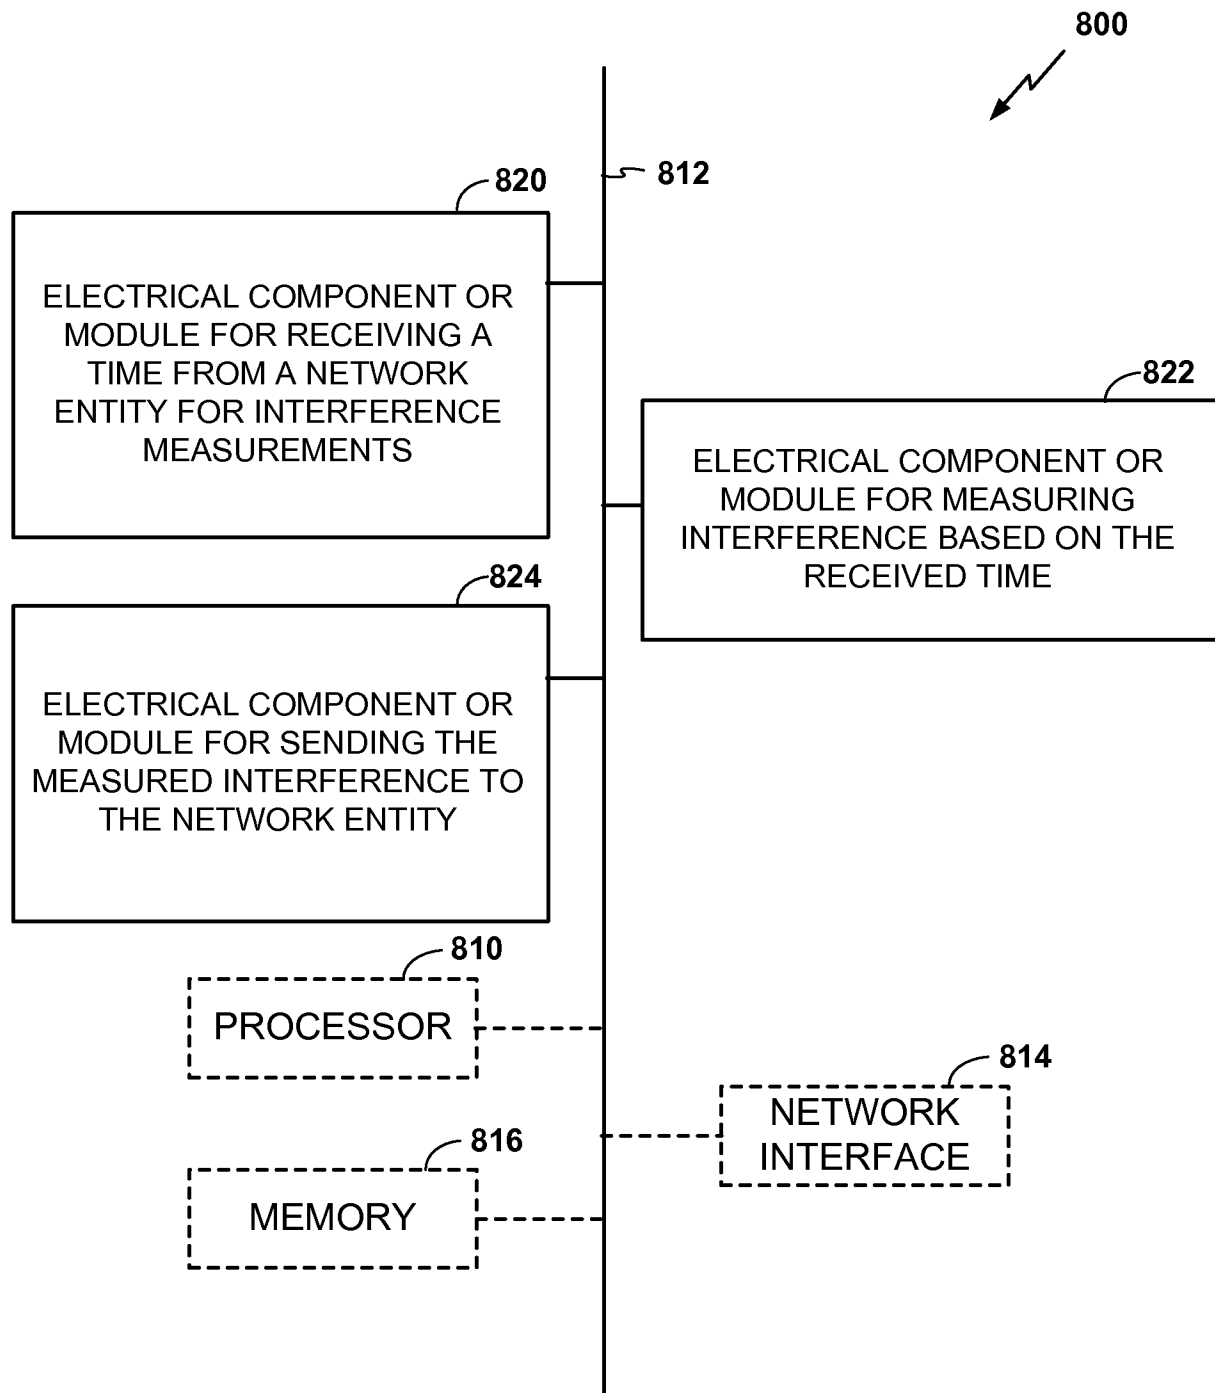 800
812
820
ELECTRICAL COMPONENT OR
MODULE FOR RECEIVING A
TIME FROM A NETWORK
ENTITY FOR INTERFERENCE
MEASUREMENTS
822
ELECTRICAL COMPONENT OR
MODULE FOR MEASURING
INTERFERENCE BASED ON THE
RECEIVED TIME
824
ELECTRICAL COMPONENT OR
MODULE FOR SENDING THE
MEASURED INTERFERENCE TO
THE NETWORK ENTITY
810
PROCESSOR
814
NETWORK
INTERFACE
816
MEMORY